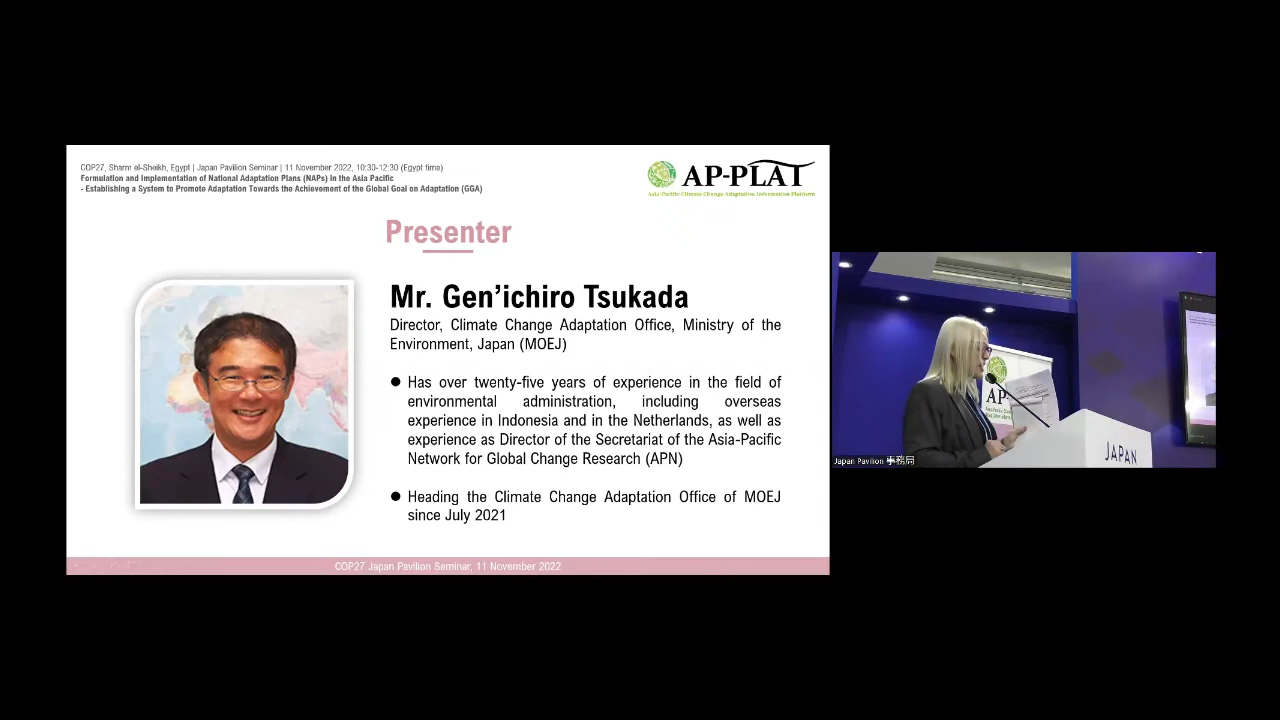 COP27, Sharm el-Sheikh, Egypt | Japan Pavilion Seminar | 11 November 2022, 10:30-12:30 (Egypt time)
Formulation and Implementation of National Adaptation Plans (NAPs) in the Asia Pacific
- Establishing a System to Promote Adaptation Towards the Achievement of the Global Goal on Adaptation (GGA)
AP-PLAT
Asia-Pacific Climate Change Adaptation Information Platform
Presenter
Mr. Gen’ichiro Tsukada
Director, Climate Change Adaptation Office, Ministry of the
Environment, Japan (MOEJ)
● Has over twenty-five years of experience in the field of
environmental administration, including overseas
experience in Indonesia and in the Netherlands, as well as
experience as Director of the Secretariat of the Asia-Pacific
Network for Global Change Research (APN)
● Heading the Climate Change Adaptation Office of MOEJ
since July 2021
COP27 Japan Pavilion Seminar, 11 November 2022
AP-
JAPAN
Japan Pavilion 事務局